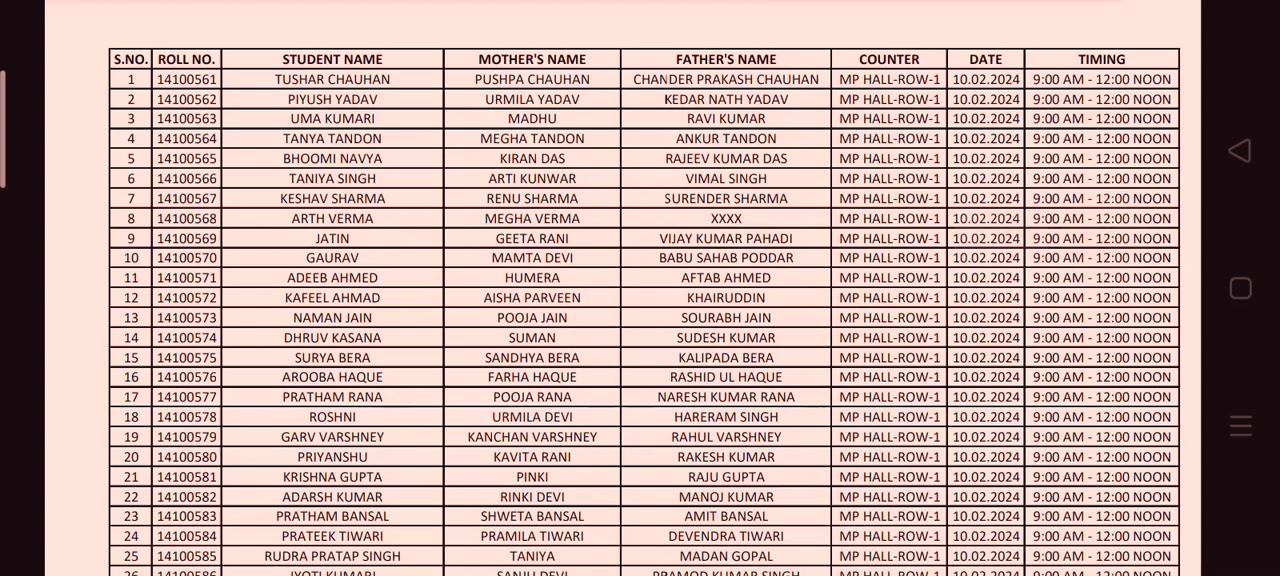 S.NO. ROLL NO. STUDENT NAME MOTHER'S NAME FATHER'S NAME COUNTER DATE TIMING
1 14100561 TUSHAR CHAUHAN PUSHPA CHAUHAN CHANDER PRAKASH CHAUHAN MP HALL-ROW-1 10.02.2024 9:00 AM - 12:00 NOON
2 14100562 PIYUSH YADAV URMILA YADAV KEDAR NATH YADAV MP HALL-ROW-1 10.02.2024 9:00 AM - 12:00 NOON
3 14100563 UMA KUMARI MADHU RAVI KUMAR MP HALL-ROW-1 10.02.2024 9:00 AM - 12:00 NOON
4 14100564 TANYA TANDON MEGHA TANDON ANKUR TANDON MP HALL-ROW-1 10.02.2024 9:00 AM - 12:00 NOON
5 14100565 BHOOMI NAVYA KIRAN DAS RAJEEV KUMAR DAS MP HALL-ROW-1 10.02.2024 9:00 AM - 12:00 NOON
6 14100566 TANIYA SINGH ARTI KUNWAR VIMAL SINGH MP HALL-ROW-1 10.02.2024 9:00 AM - 12:00 NOON
7 14100567 KESHAV SHARMA RENU SHARMA SURENDER SHARMA MP HALL-ROW-1 10.02.2024 9:00 AM - 12:00 NOON
8 14100568 ARTH VERMA MEGHA VERMA XXXX MP HALL-ROW-1 10.02.2024 9:00 AM - 12:00 NOON
9 14100569 JATIN GEETA RANI VIJAY KUMAR PAHADI MP HALL-ROW-1 10.02.2024 9:00 AM - 12:00 NOON
10 14100570 GAURAV MAMTA DEVI BABU SAHAB PODDAR MP HALL-ROW-1 10.02.2024 9:00 AM - 12:00 NOON
11 14100571 ADEEB AHMED HUMERA AFTAB AHMED MP HALL-ROW-1 10.02.2024 9:00 AM - 12:00 NOON
12 14100572 KAFEEL AHMAD AISHA PARVEEN KHAIRUDDIN MP HALL-ROW-1 10.02.2024 9:00 AM - 12:00 NOON
13 14100573 NAMAN JAIN POOJA JAIN SOURABH JAIN MP HALL-ROW-1 10.02.2024 9:00 AM - 12:00 NOON
14 14100574 DHRUV KASANA SUMAN SUDESH KUMAR MP HALL-ROW-1 10.02.2024 9:00 AM - 12:00 NOON
15 14100575 SURYA BERA SANDHYA BERA KALIPADA BERA MP HALL-ROW-1 10.02.2024 9:00 AM - 12:00 NOON
16 14100576 AROOBA HAQUE FARHA HAQUE RASHID UL HAQUE MP HALL-ROW-1 10.02.2024 9:00 AM - 12:00 NOON
17 14100577 PRATHAM RANA POOJA RANA NARESH KUMAR RANA MP HALL-ROW-1 10.02.2024 9:00 AM - 12:00 NOON
18 14100578 ROSHNI URMILA DEVI HARERAM SINGH MP HALL-ROW-1 10.02.2024 9:00 AM - 12:00 NOON
19 14100579 GARV VARSHNEY KANCHAN VARSHNEY RAHUL VARSHNEY MP HALL-ROW-1 10.02.2024 9:00 AM - 12:00 NOON
20 14100580 PRIYANSHU KAVITA RANI RAKESH KUMAR MP HALL-ROW-1 10.02.2024 9:00 AM - 12:00 NOON
21 14100581 KRISHNA GUPTA PINKI RAJU GUPTA MP HALL-ROW-1 10.02.2024 9:00 AM - 12:00 NOON
22 14100582 ADARSH KUMAR RINKI DEVI MANOJ KUMAR MP HALL-ROW-1 10.02.2024 9:00 AM - 12:00 NOON
23 14100583 PRATHAM BANSAL SHWETA BANSAL AMIT BANSAL MP HALL-ROW-1 10.02.2024 9:00 AM - 12:00 NOON
24 14100584 PRATEEK TIWARI PRAMILA TIWARI DEVENDRA TIWARI MP HALL-ROW-1 10.02.2024 9:00 AM - 12:00 NOON
25 14100585 RUDRA PRATAP SINGH TANIYA MADAN GOPAL MP HALL-ROW-1 10.02.2024 9:00 AM - 12:00 NOON
26 14100586 JYOTI KUMARI SANJU DEVI PRAMOD KUMAR SINGH MP HALL-ROW-1 10.02.2024 9:00 AM - 12:00 NOON